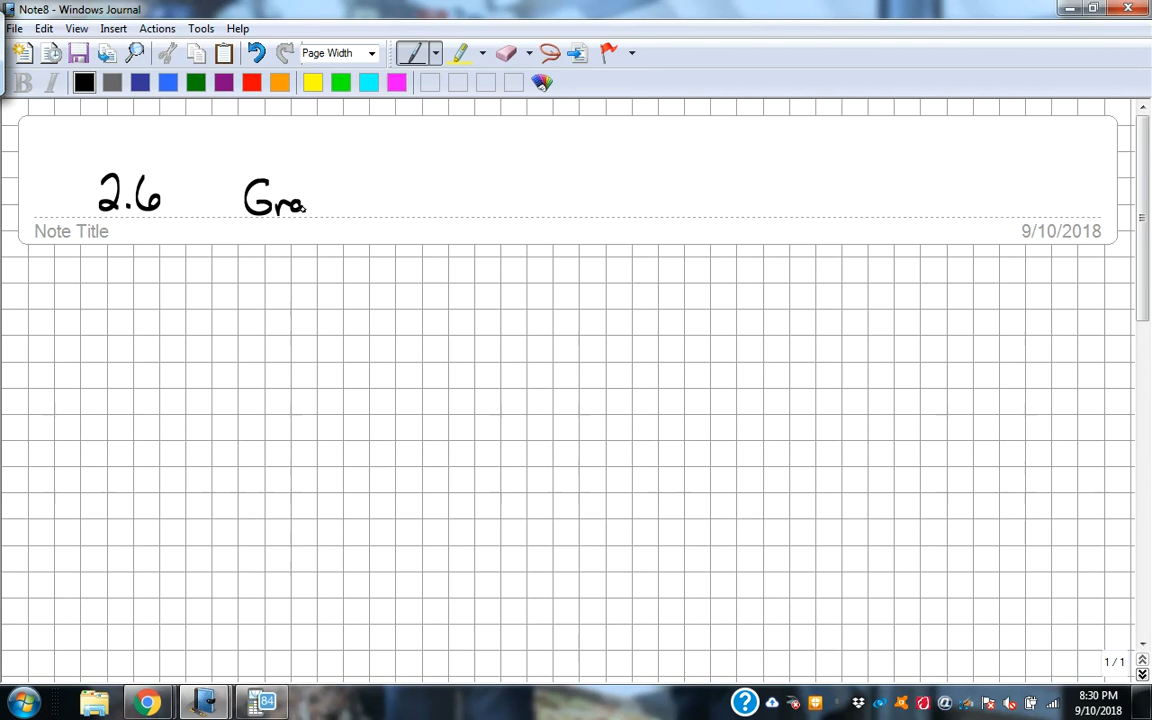 Note8 - Windows Journal
File Edit View Insert Actions Tools Help
Page Width
B I
2.6 Gra
Note Title 9/10/2018
1 / 1
84
8:30 PM
9/10/2018